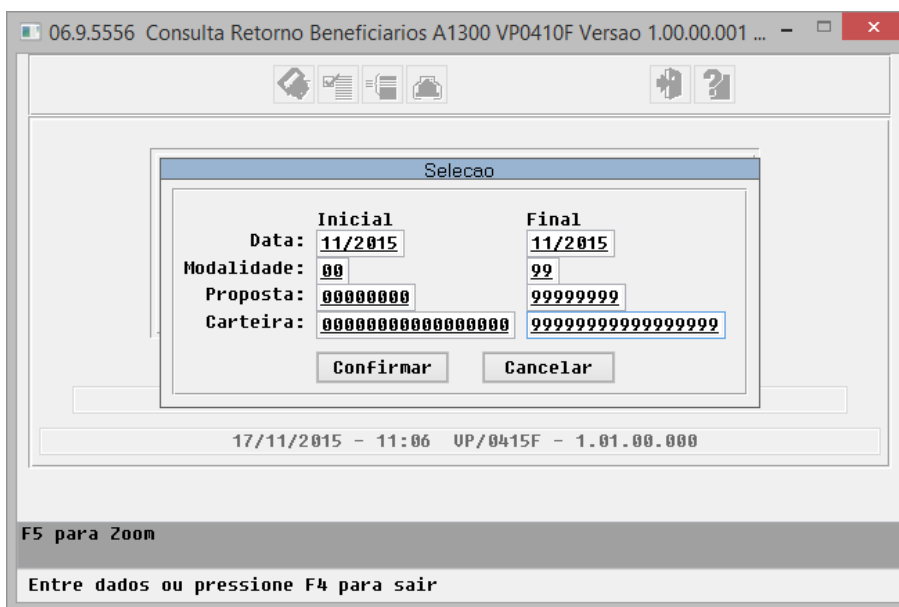 06.9.5556 Consulta Retorno Beneficiarios A1300 VP0410F Versao 1.00.00.001 ...
Selecao
Inicial Final
Data: 11/2015 11/2015
Modalidade: 00 99
Proposta: 00000000 99999999
Carteira: 00000000000000000 99999999999999999
Confirmar Cancelar
17/11/2015 - 11:06 VP/0415F - 1.01.00.000
F5 para Zoom
Entre dados ou pressione F4 para sair